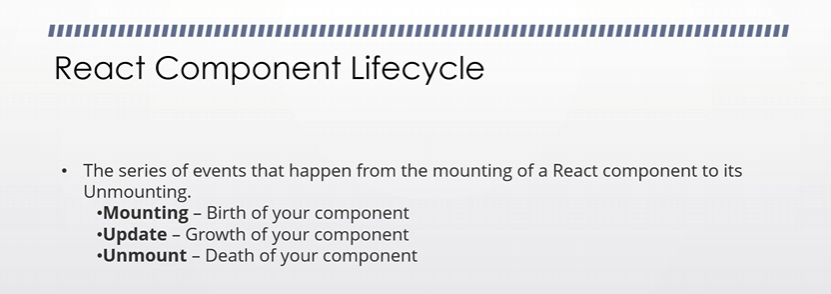 React Component Lifecycle
• The series of events that happen from the mounting of a React component to its
Unmounting.
•Mounting – Birth of your component
•Update – Growth of your component
•Unmount – Death of your component